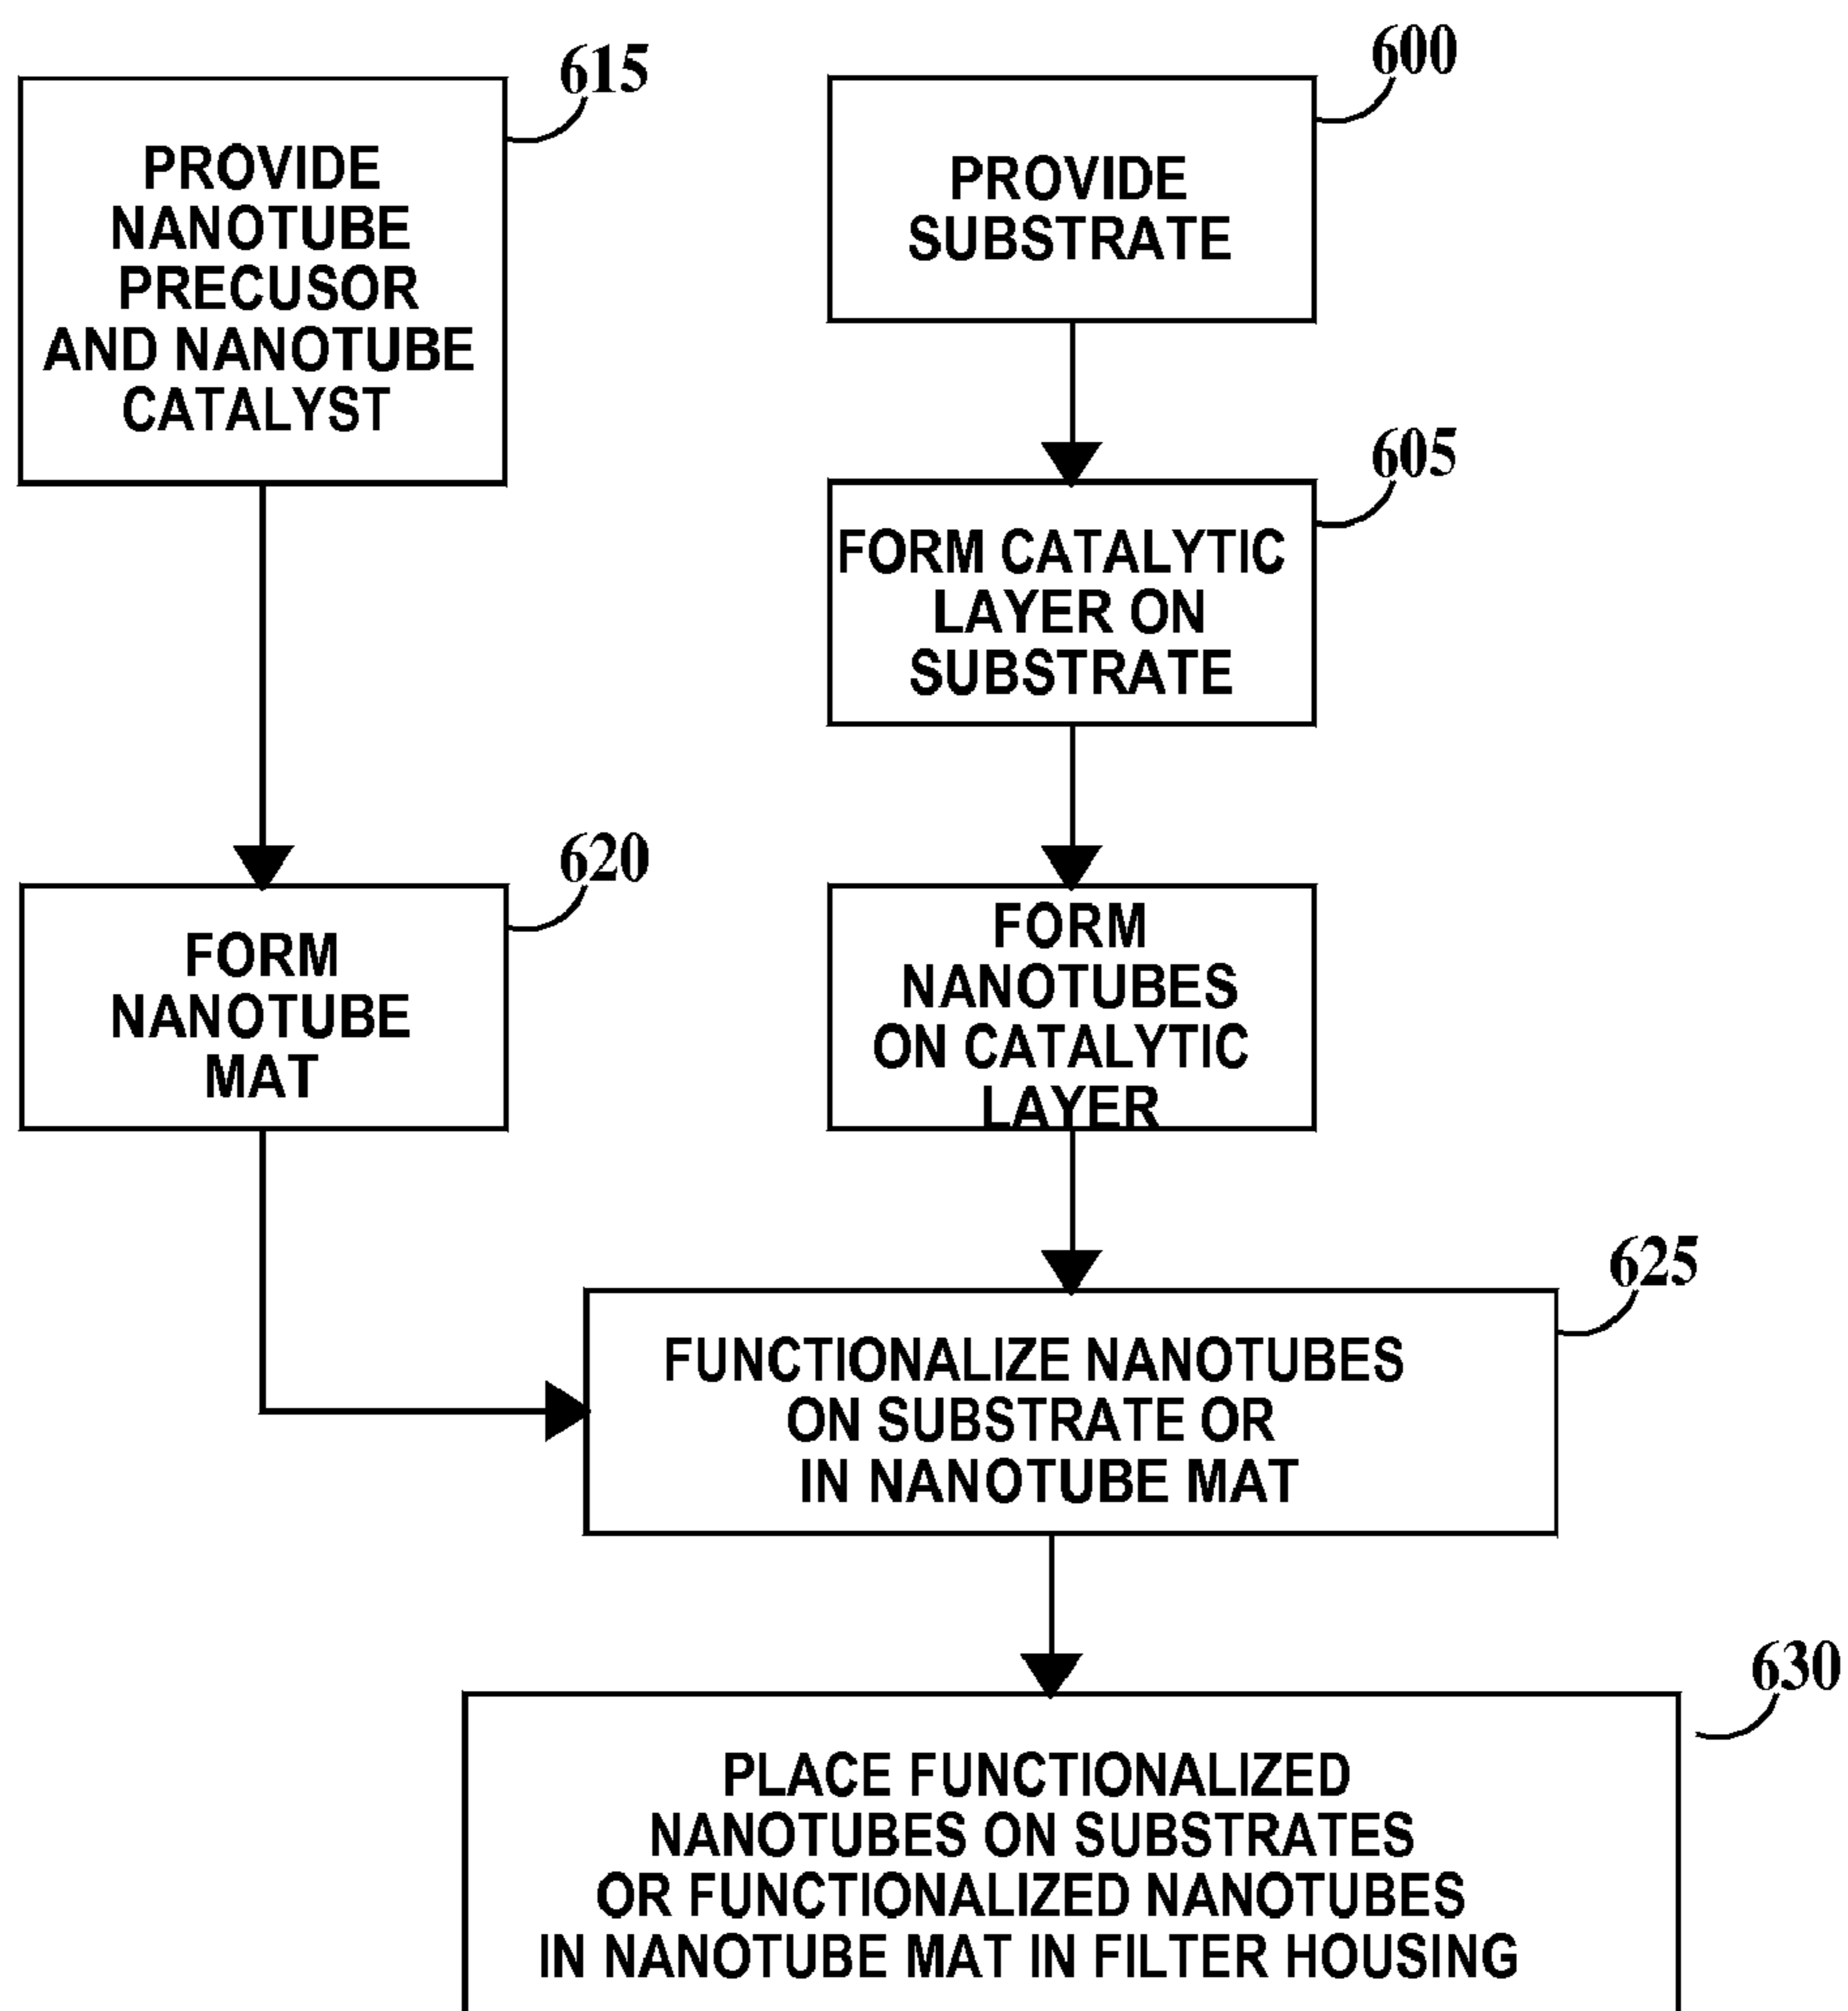 615
PROVIDE
NANOTUBE
PRECUSOR
AND NANOTUBE
CATALYST
600
PROVIDE
SUBSTRATE
605
FORM CATALYTIC
LAYER ON
SUBSTRATE
620
FORM
NANOTUBE
MAT
FORM
NANOTUBES
ON CATALYTIC
LAYER
625
FUNCTIONALIZE NANOTUBES
ON SUBSTRATE OR
IN NANOTUBE MAT
630
PLACE FUNCTIONALIZED
NANOTUBES ON SUBSTRATES
OR FUNCTIONALIZED NANOTUBES
IN NANOTUBE MAT IN FILTER HOUSING